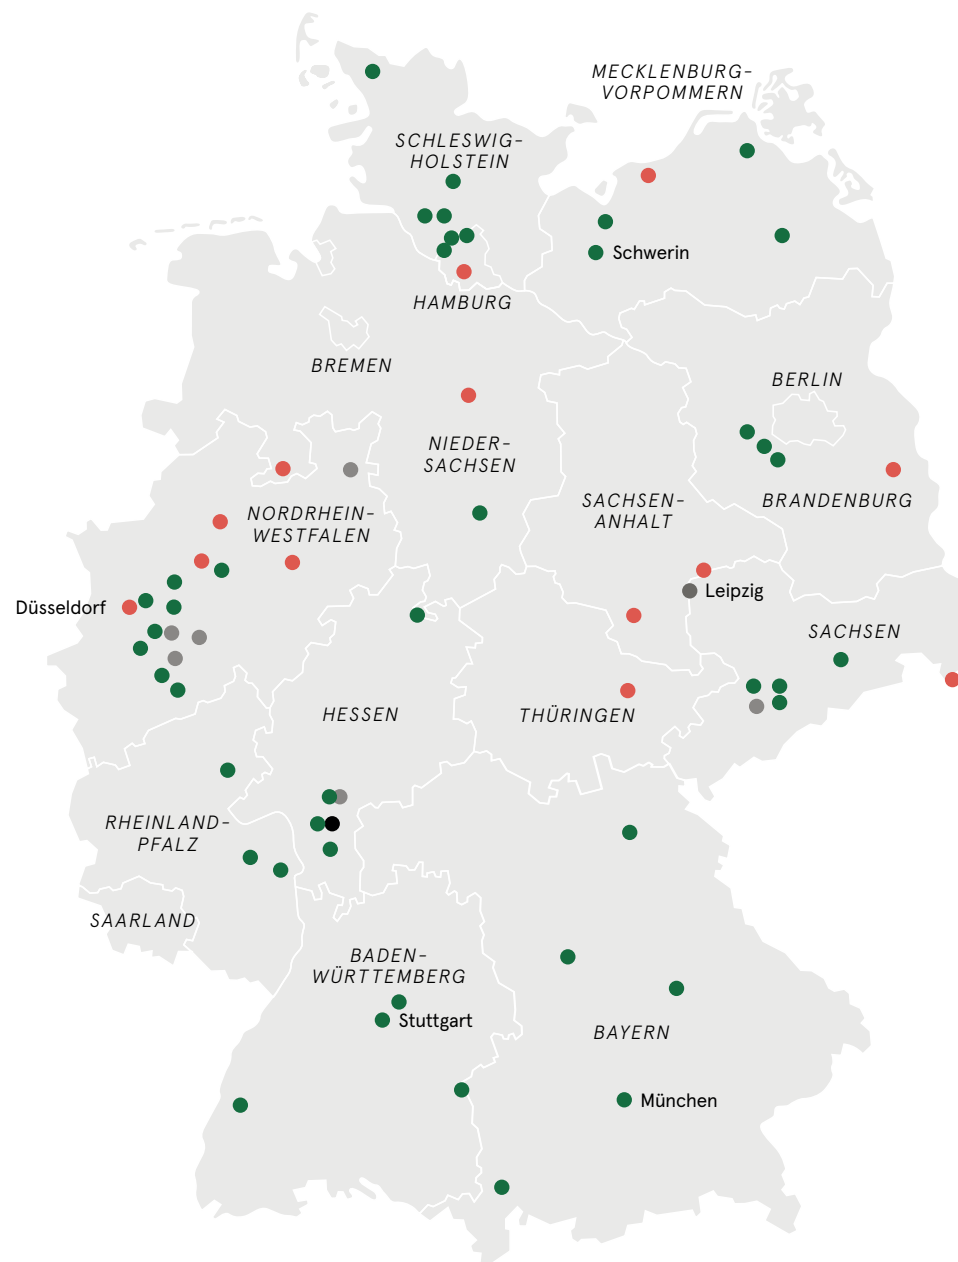 MECKLENBURG-
VORPOMMERN
SCHLESWIG-
HOLSTEIN
Schwerin
HAMBURG
BREMEN
BERLIN
NIEDER-
SACHSEN
SACHSEN-
ANHALT
BRANDENBURG
NORDRHEIN-
WESTFALEN
Leipzig
Düsseldorf
SACHSEN
HESSEN
THÜRINGEN
RHEINLAND-
PFALZ
SAARLAND
BADEN-
WÜRTTEMBERG
Stuttgart
BAYERN
München